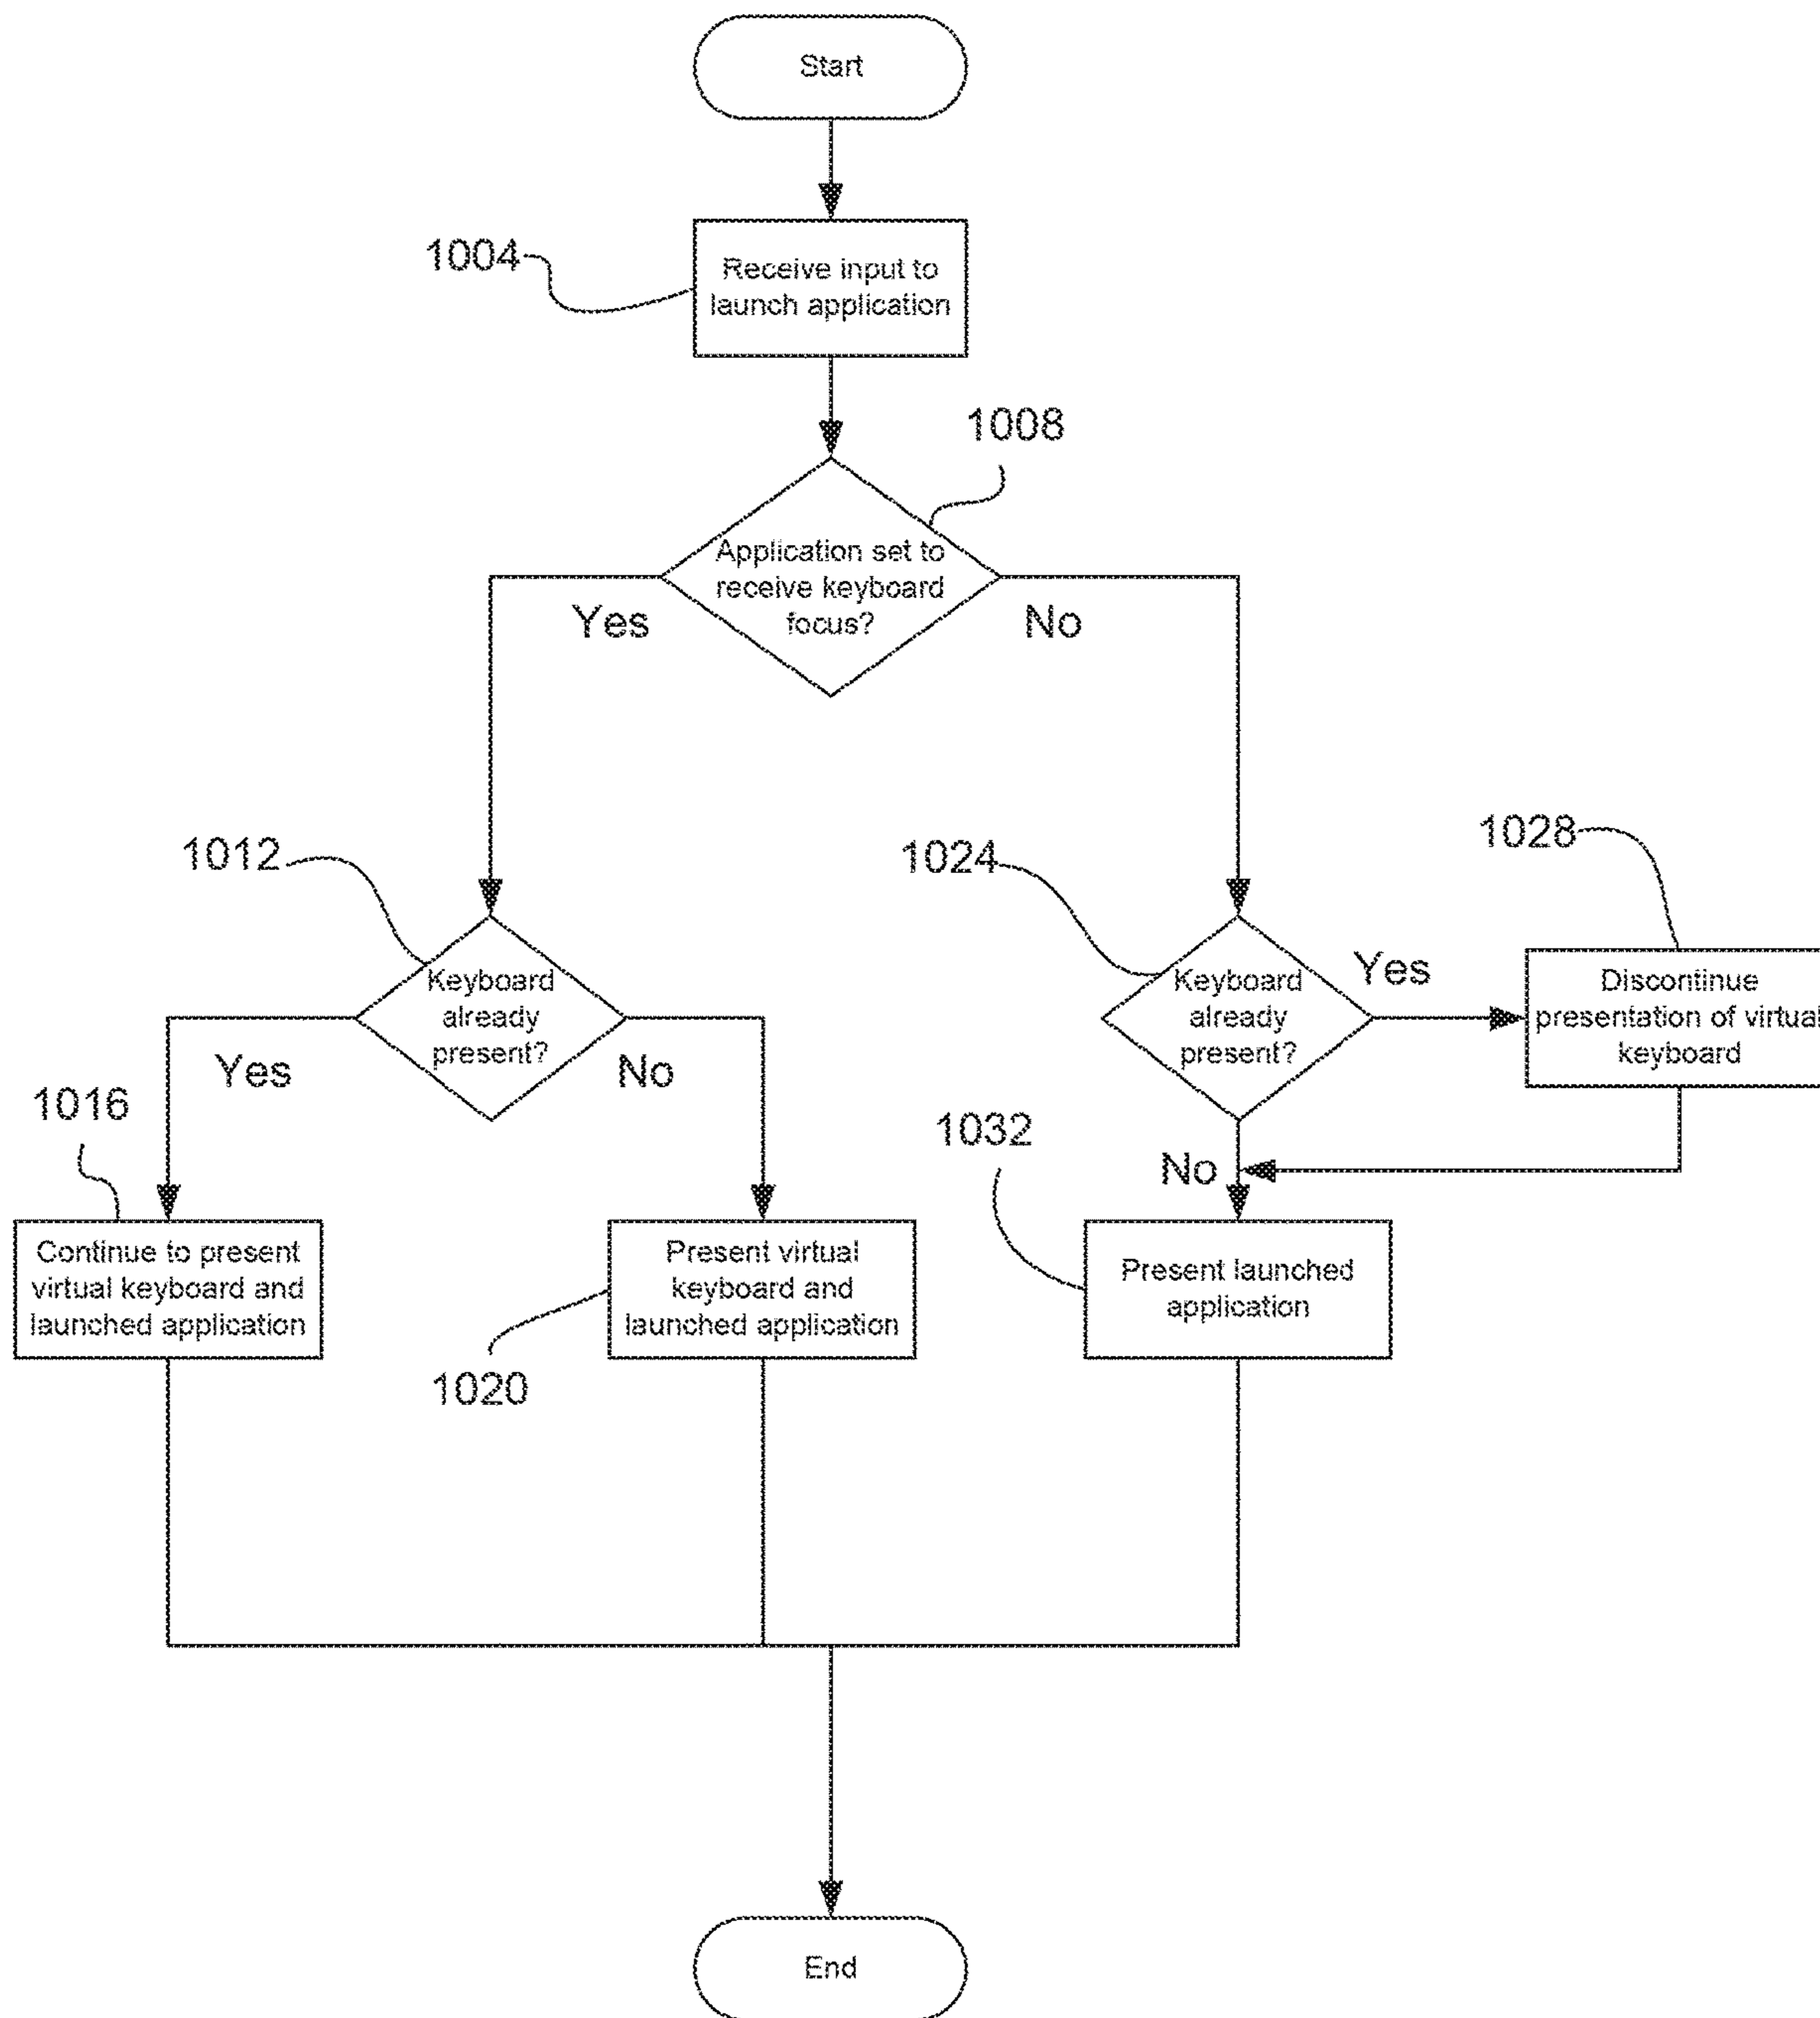 Start
1004
Receive input to
launch application
1008
Application set to
receive keyboard
focus?
Yes
No
1012
Keyboard
already
present?
Yes
No
1024
Keyboard
already
present?
Yes
No
1028
Discontinue
presentation of virtual
keyboard
1016
Continue to present
virtual keyboard and
launched application
1020
Present virtual
keyboard and
launched application
1032
Present launched
application
End